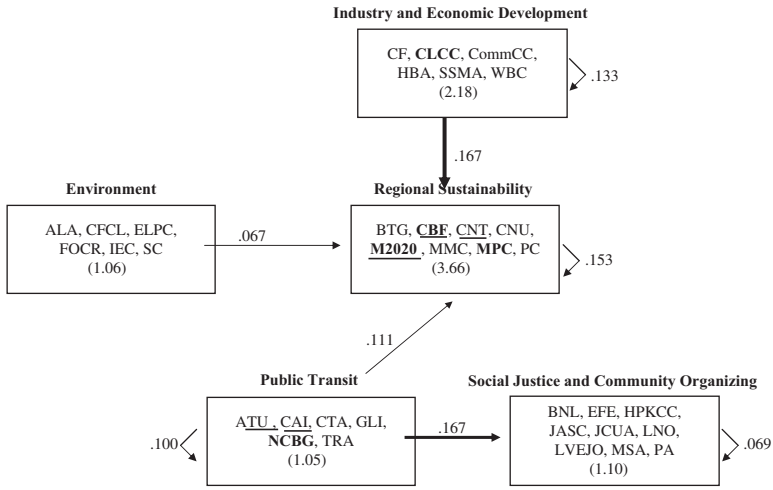 Industry and Economic Development
CF, CLCC, CommCC,
HBA, SSMA, WBC
(2.18)
.133
.167
Environment
Regional Sustainability
ALA, CFCL, ELPC,
FOCR, IEC, SC
(1.06)
.067
BTG, CBF, CNT, CNU,
M2020 , MMC, MPC, PC
(3.66)
.153
.111
Public Transit
Social Justice and Community Organizing
ATU , CAI, CTA, GLI,
NCBG, TRA
(1.05)
.100
.167
BNL, EFE, HPKCC,
JASC, JCUA, LNO,
LVEJO, MSA, PA
(1.10)
.069